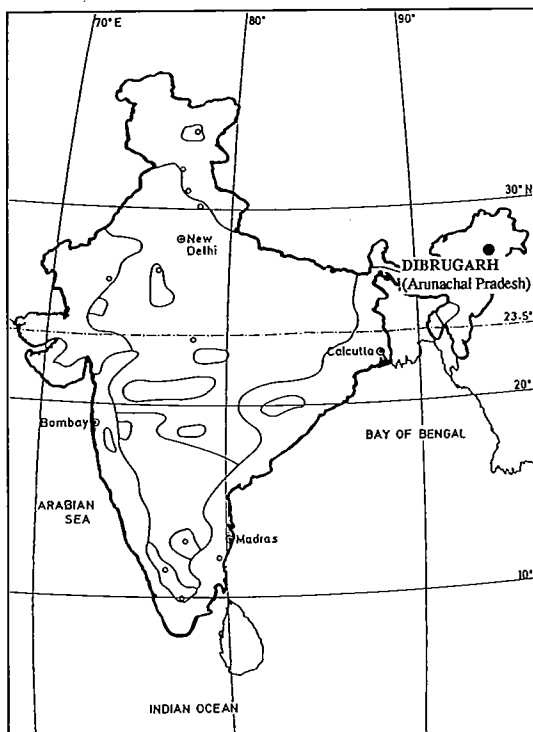 70°E
80°
90°
30° N
New
Delhi
DIBRUGARH
(Arunachal Pradesh)
23.5°
Calcutta
20°
Bombay
BAY OF BENGAL
ARABIAN
SEA
Madras
10°
INDIAN OCEAN